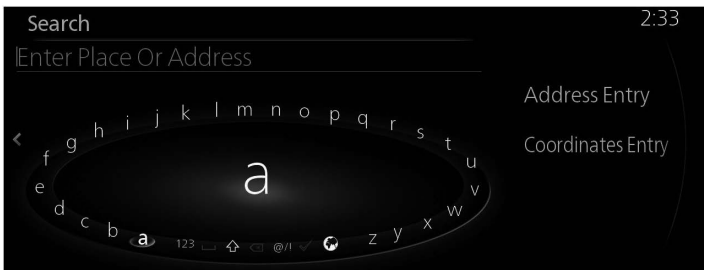 Search
2:33
Enter Place Or Address
Address Entry
Coordinates Entry
a
a b c d e f g h i j k l m n o p q r s t u v w x y z
123 @/!